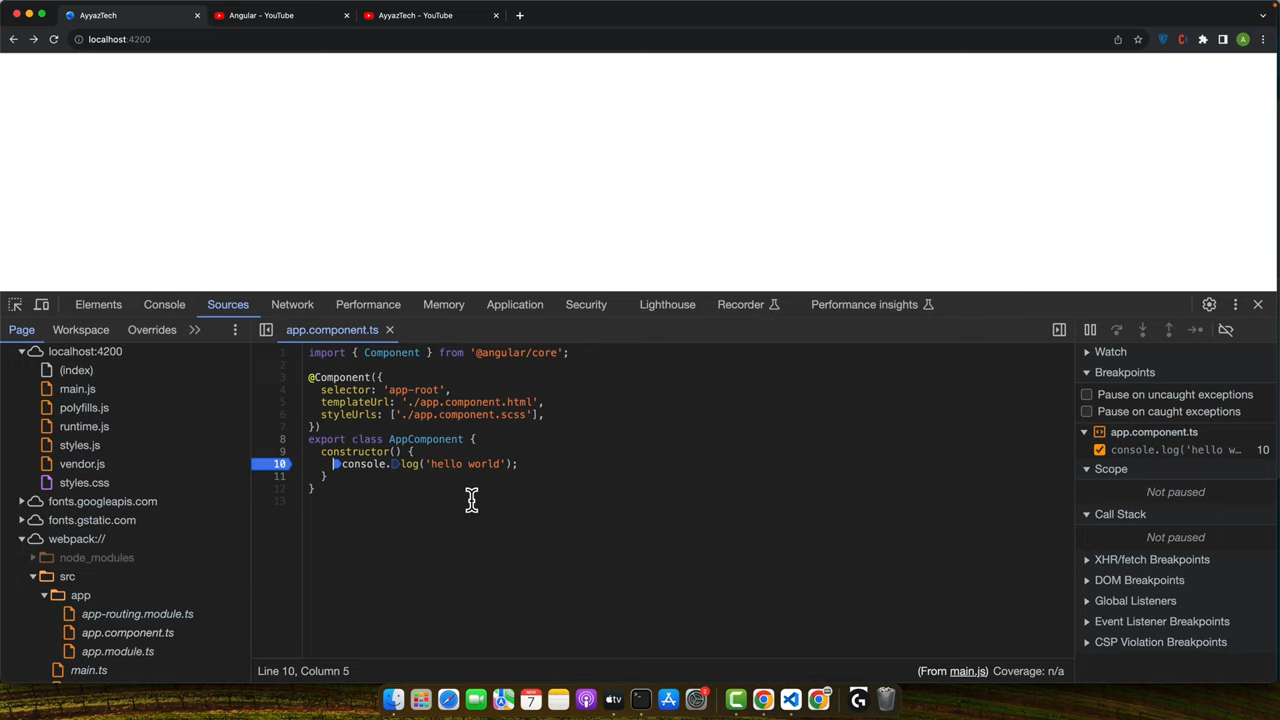 AyyazTech
Angular - YouTube
AyyazTech - YouTube
localhost:4200
A
Elements Console Sources Network Performance Memory Application Security Lighthouse Recorder Performance insights
Page Workspace Overrides
app.component.ts
localhost:4200
(index)
main.js
polyfills.js
runtime.js
styles.js
vendor.js
styles.css
fonts.googleapis.com
fonts.gstatic.com
webpack://
node_modules
src
app
app-routing.module.ts
app.component.ts
app.module.ts
main.ts
1 import { Component } from '@angular/core';
2
3 @Component({
4 selector: 'app-root',
5 templateUrl: './app.component.html',
6 styleUrls: ['./app.component.scss'],
7 })
8 export class AppComponent {
9 constructor() {
10 console.log('hello world');
11 }
12 }
13
Line 10, Column 5
(From main.js) Coverage: n/a
Watch
Breakpoints
Pause on uncaught exceptions
Pause on caught exceptions
app.component.ts
console.log('hello w… 10
Scope
Not paused
Call Stack
Not paused
XHR/fetch Breakpoints
DOM Breakpoints
Global Listeners
Event Listener Breakpoints
CSP Violation Breakpoints
NOV
7
tv
2
G